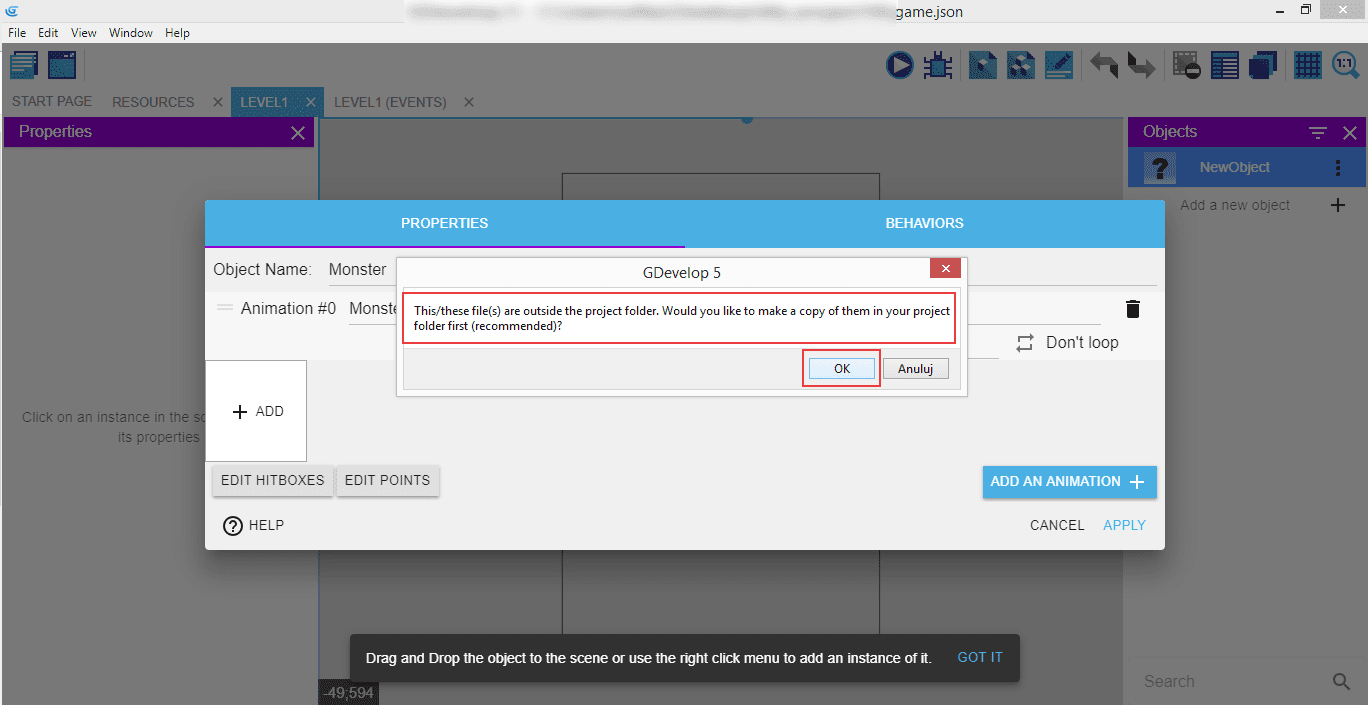 game.json
File Edit View Window Help
START PAGE RESOURCES LEVEL1 LEVEL1 (EVENTS)
Properties
Objects
1:1
? NewObject
Add a new object
PROPERTIES BEHAVIORS
Object Name: Monster
GDevelop 5
Animation #0 Monste
This/these file(s) are outside the project folder. Would you like to make a copy of them in your project
folder first (recommended)?
Don't loop
OK Anuluj
Click on an instance in the sc
its properties
ADD
EDIT HITBOXES EDIT POINTS
ADD AN ANIMATION
? HELP
CANCEL APPLY
Drag and Drop the object to the scene or use the right click menu to add an instance of it. GOT IT
-49;594
Search